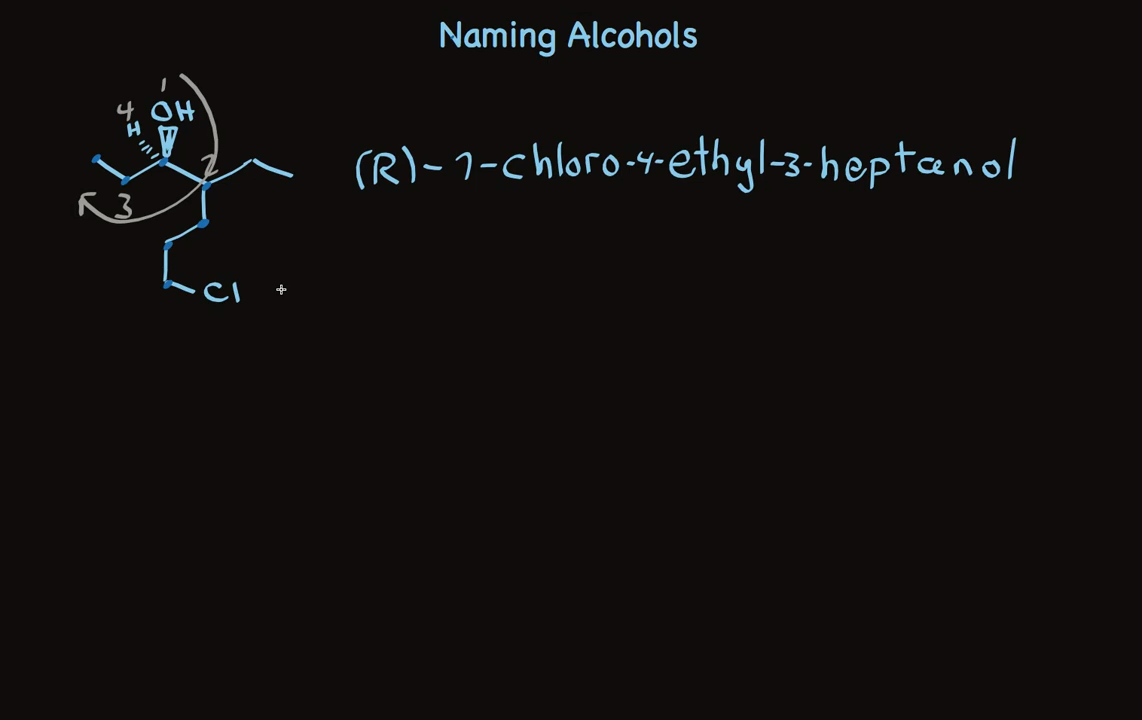 Naming Alcohols
1
4 OH
H
2
(R)-7-chloro-4-ethyl-3-heptanol
3
Cl